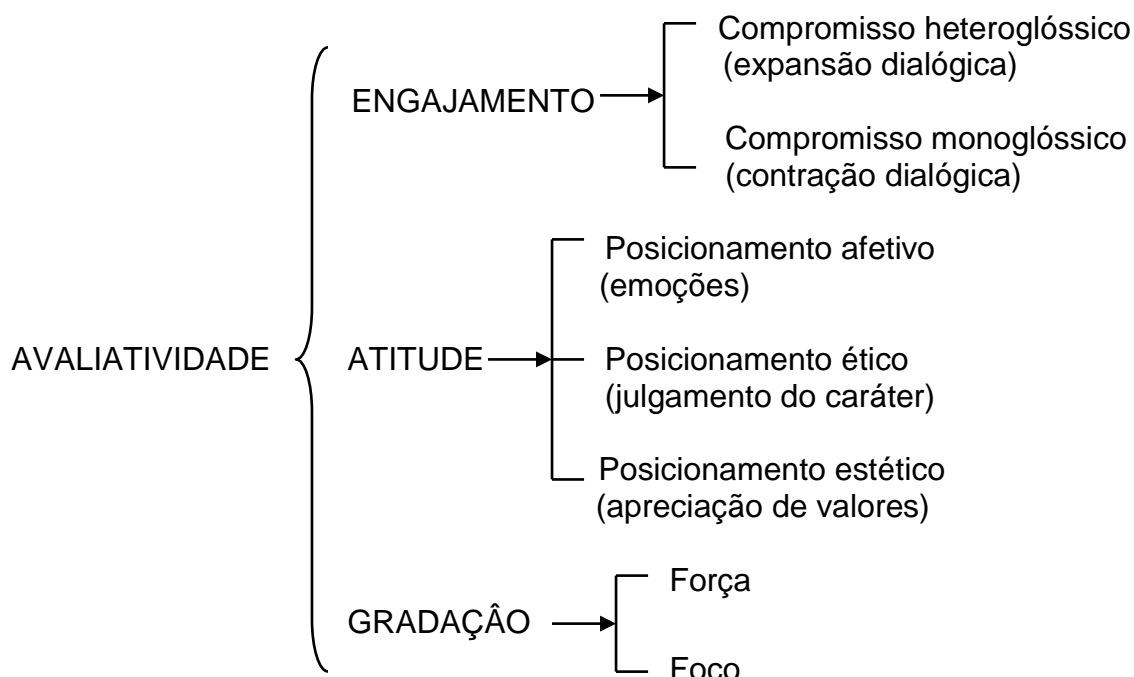 Compromisso heteroglóssico
(expansão dialógica)
ENGAJAMENTO
Compromisso monoglóssico
(contração dialógica)
Posicionamento afetivo
(emoções)
AVALIATIVIDADE
ATITUDE
Posicionamento ético
(julgamento do caráter)
Posicionamento estético
(apreciação de valores)
Força
GRADAÇÂO
Foco